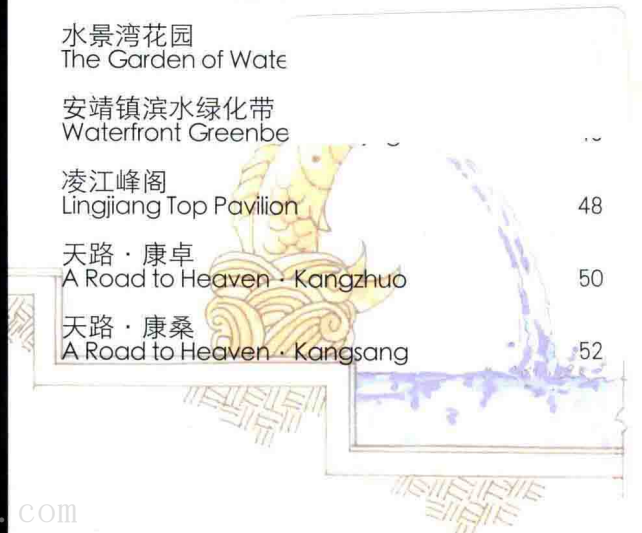 水景湾花园
The Garden of
安靖镇滨水绿化带
Waterfront
凌江峰阁
Lingjiang Top Pavilion 48
天路·康卓
A Road to Heaven · Kangzhuo 50
天路·康桑
A Road to Heaven · Kangsang 52
.com